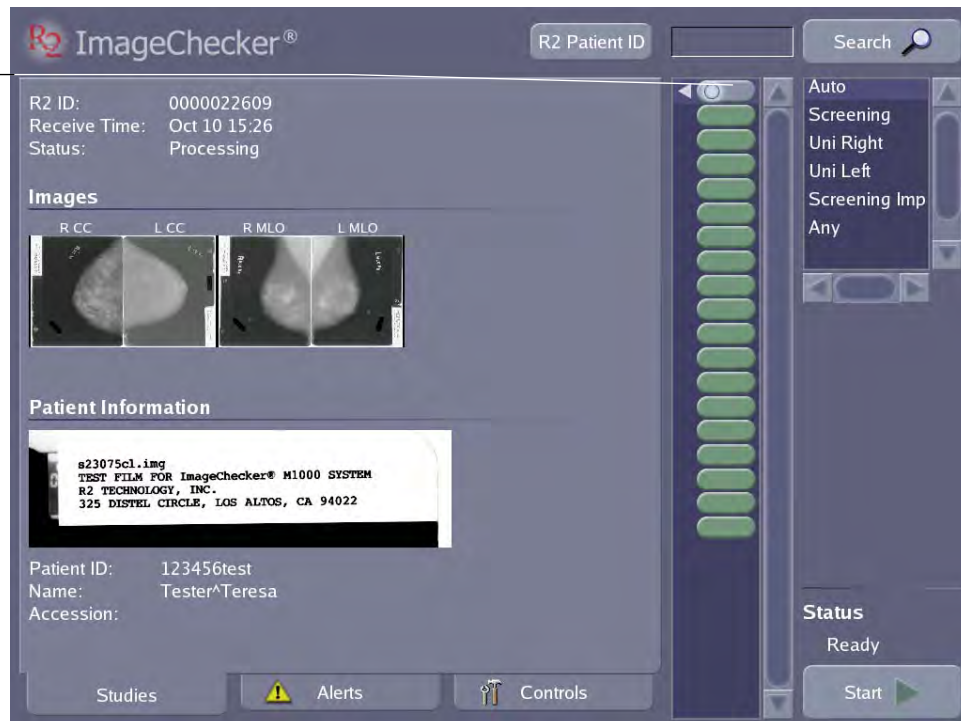 R2 ImageChecker®
R2 Patient ID
Search
R2 ID: 0000022609
Receive Time: Oct 10 15:26
Status: Processing
Images
R CC L CC R MLO L MLO
Patient Information
s23075cl.img
TEST FILM FOR ImageChecker® M1000 SYSTEM
R2 TECHNOLOGY, INC.
325 DISTEL CIRCLE, LOS ALTOS, CA 94022
Patient ID: 123456test
Name: Tester^Teresa
Accession:
Studies
Alerts
Controls
Auto
Screening
Uni Right
Uni Left
Screening Imp
Any
Status
Ready
Start